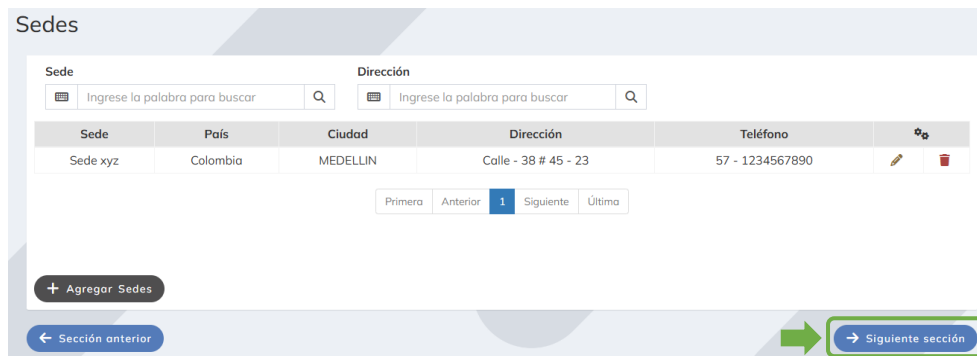 Sedes
Sede Dirección
Ingrese la palabra para buscar Ingrese la palabra para buscar
Sede País Ciudad Dirección Teléfono
Sede xyz Colombia MEDELLIN Calle - 38 # 45 - 23 57 - 1234567890
Primera Anterior 1 Siguiente Última
+ Agregar Sedes
← Sección anterior → Siguiente sección